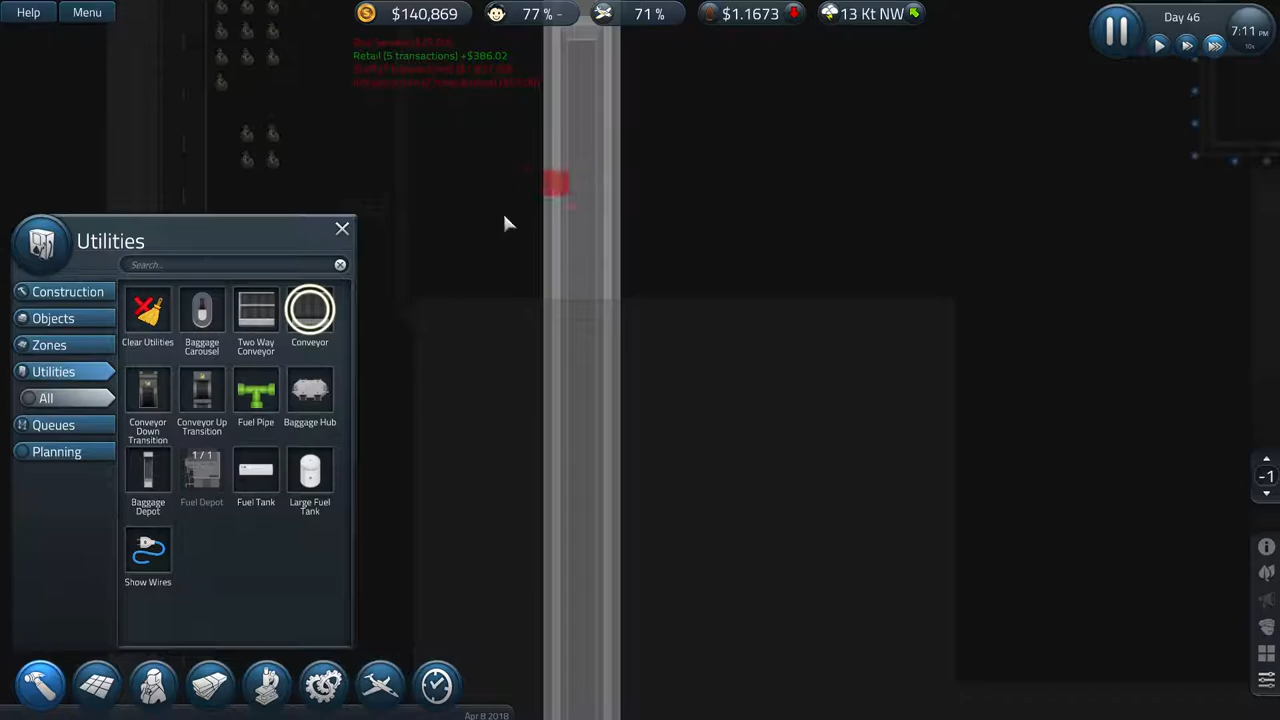 Help
Menu
$140,869
77 % -
71 %
$1.1673
13 Kt NW
Day 46
7:11 PM
10x
Retail (5 transactions) +$386.02
Utilities
Search...
Construction
Objects
Zones
Utilities
All
Queues
Planning
Clear Utilities
Baggage Carousel
Two Way Conveyor
Conveyor
Conveyor Down Transition
Conveyor Up Transition
Fuel Pipe
Baggage Hub
Baggage Depot
1 / 1
Fuel Depot
Fuel Tank
Large Fuel Tank
Show Wires
-1
Apr 8 2018